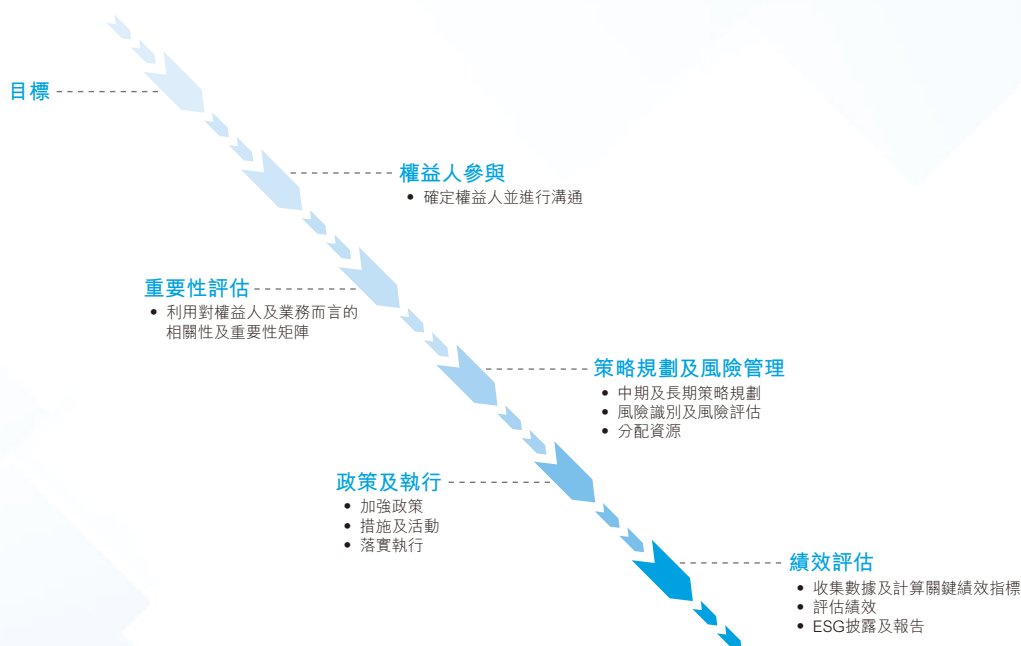 目標
權益人參與
• 確定權益人並進行溝通
重要性評估
• 利用對權益人及業務而言的
相關性及重要性矩陣
策略規劃及風險管理
• 中期及長期策略規劃
• 風險識別及風險評估
• 分配資源
政策及執行
• 加強政策
• 措施及活動
• 落實執行
績效評估
• 收集數據及計算關鍵績效指標
• 評估績效
• ESG披露及報告